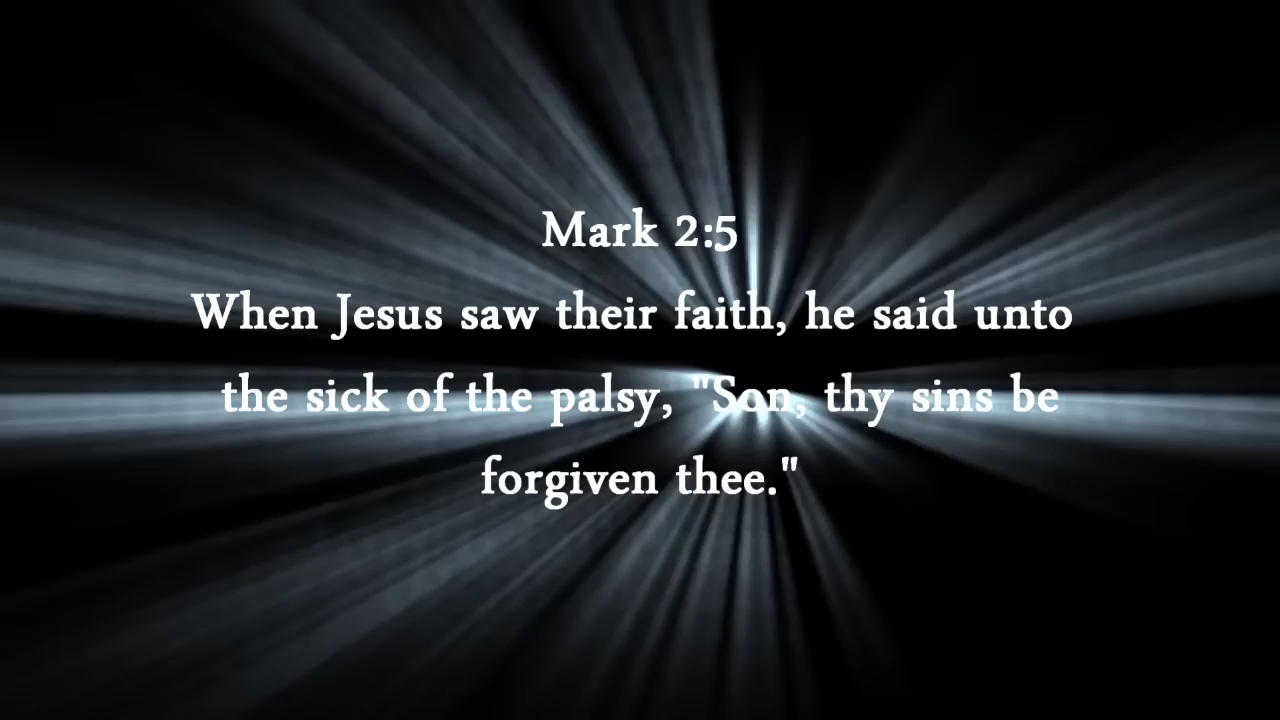 Mark 2:5
When Jesus saw their faith, he said unto
the sick of the palsy, "Son, thy sins be
forgiven thee."